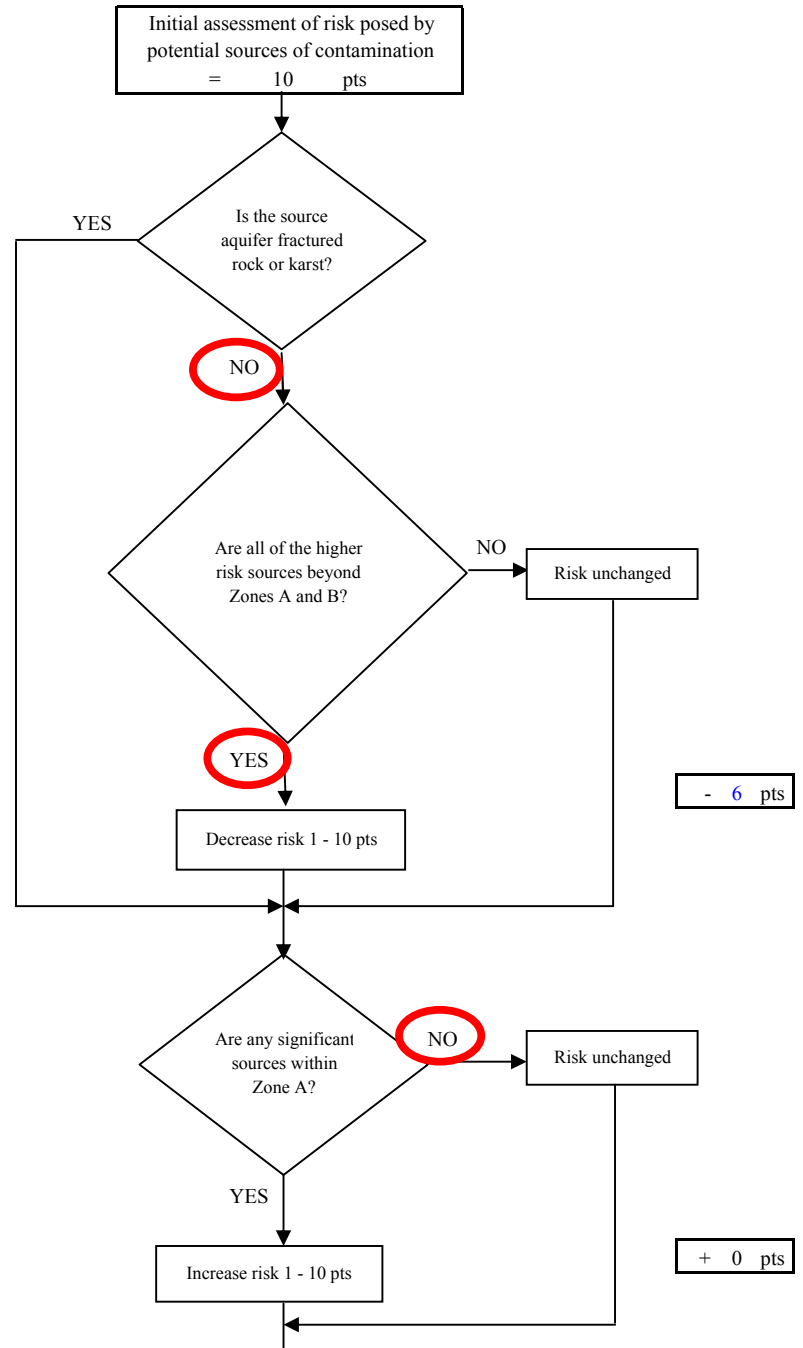 Initial assessment of risk posed by
potential sources of contamination
= 10 pts
YES
Is the source
aquifer fractured
rock or karst?
NO
Are all of the higher
risk sources beyond
Zones A and B?
NO
Risk unchanged
YES
- 6 pts
Decrease risk 1 - 10 pts
Are any significant
sources within
Zone A?
NO
Risk unchanged
YES
+ 0 pts
Increase risk 1 - 10 pts